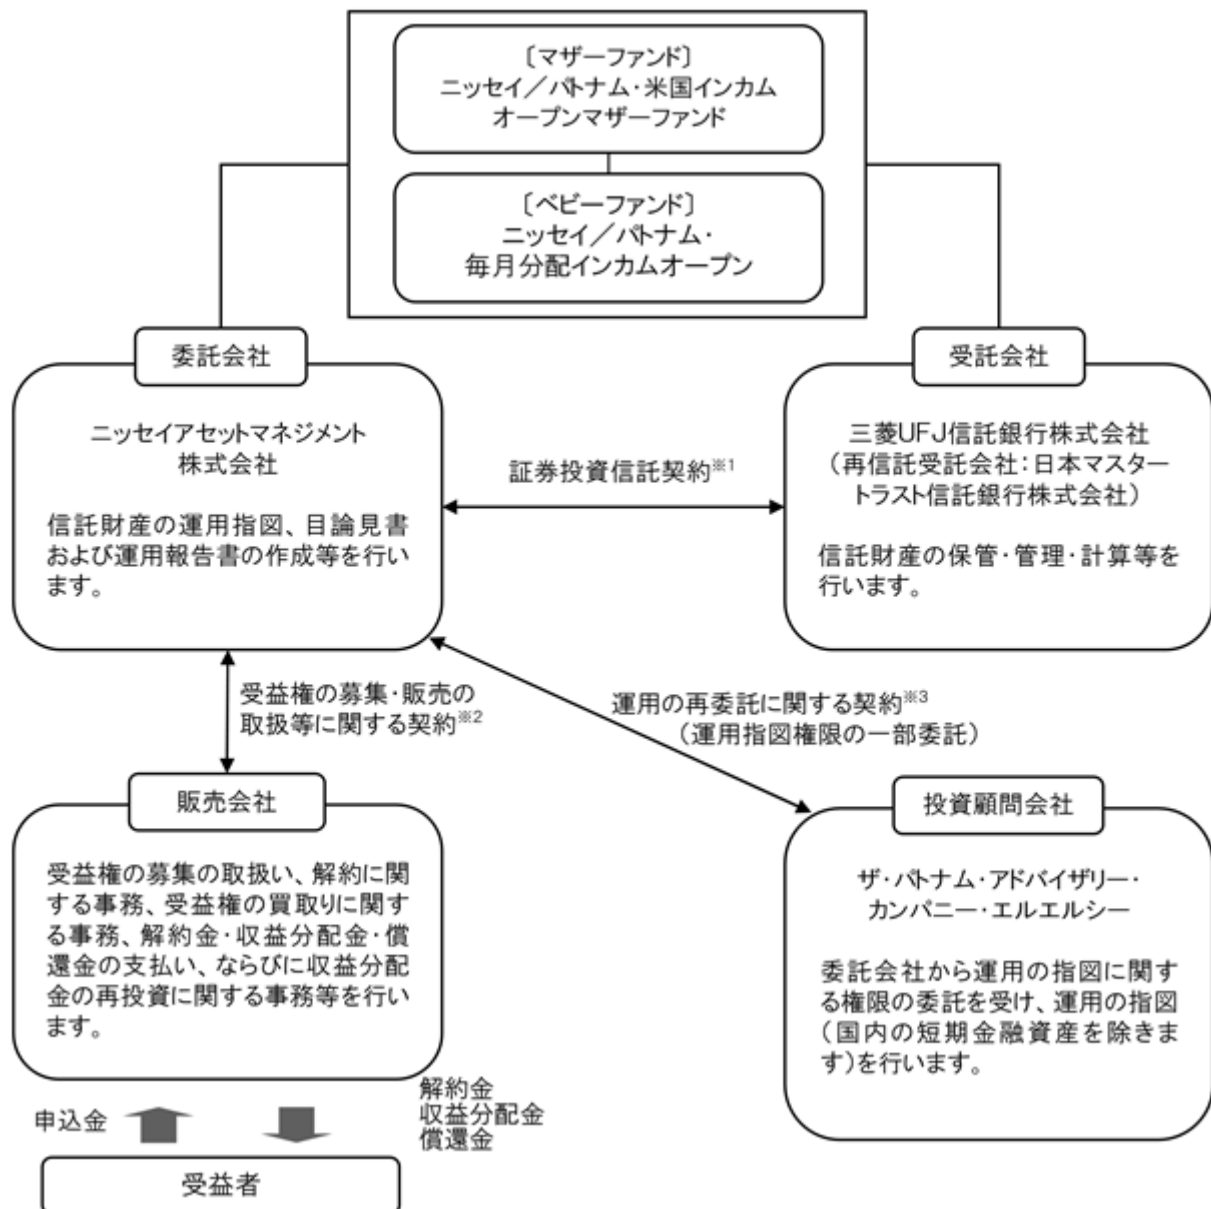 〔マザーファンド〕
ニッセイ／パトナム・米国インカム
オープンマザーファンド
〔ベビーファンド〕
ニッセイ／パトナム・
毎月分配インカムオープン
委託会社
ニッセイアセットマネジメント
株式会社
信託財産の運用指図、目論見書
および運用報告書の作成等を行い
ます。
証券投資信託契約※1
受託会社
三菱UFJ信託銀行株式会社
（再信託受託会社：日本マスター
トラスト信託銀行株式会社）
信託財産の保管・管理・計算等を
行います。
受益権の募集・販売の
取扱等に関する契約※2
運用の再委託に関する契約※3
（運用指図権限の一部委託）
販売会社
受益権の募集の取扱い、解約に関
する事務、受益権の買取りに関す
る事務、解約金・収益分配金・償
還金の支払い、ならびに収益分配
金の再投資に関する事務等を行い
ます。
投資顧問会社
ザ・パトナム・アドバイザリー・
カンパニー・エルエルシー
委託会社から運用の指図に関す
る権限の委託を受け、運用の指図
（国内の短期金融資産を除きま
す）を行います。
申込金
解約金
収益分配金
償還金
受益者